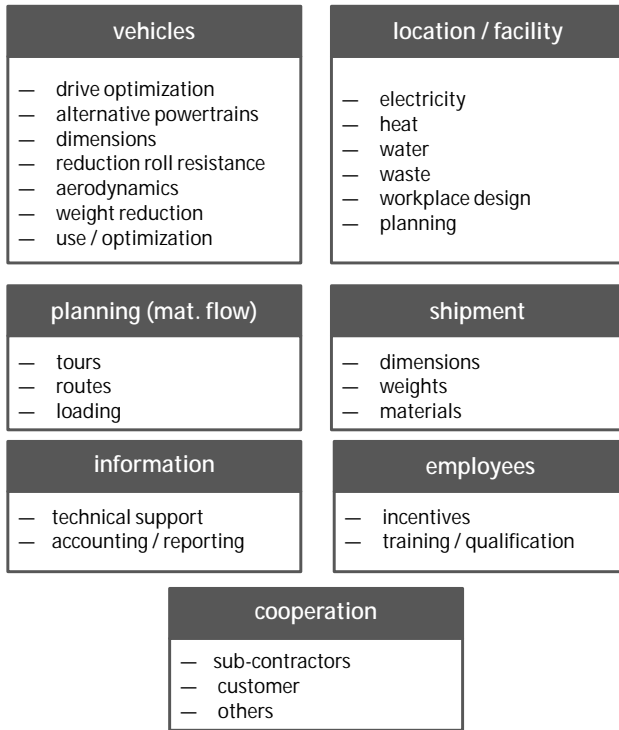 vehicles
— drive optimization
— alternative powertrains
— dimensions
— reduction roll resistance
— aerodynamics
— weight reduction
— use / optimization
location / facility
— electricity
— heat
— water
— waste
— workplace design
— planning
planning (mat. flow)
— tours
— routes
— loading
shipment
— dimensions
— weights
— materials
information
— technical support
— accounting / reporting
employees
— incentives
— training / qualification
cooperation
— sub-contractors
— customer
— others